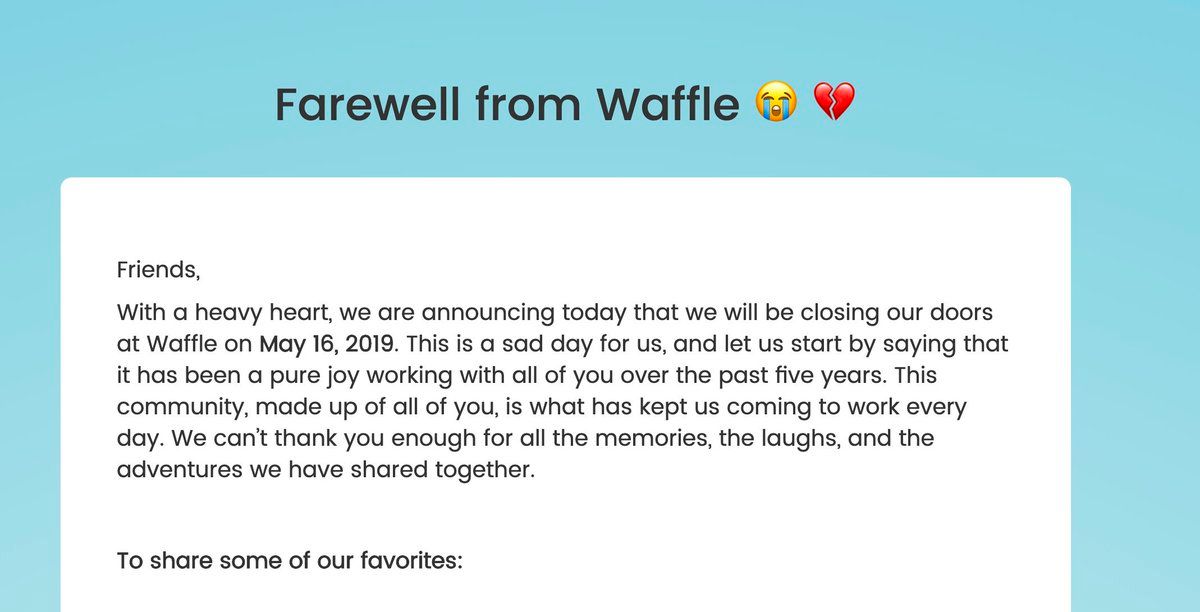 Farewell from Waffle 😭 💔
Friends,
With a heavy heart, we are announcing today that we will be closing our doors
at Waffle on May 16, 2019. This is a sad day for us, and let us start by saying that
it has been a pure joy working with all of you over the past five years. This
community, made up of all of you, is what has kept us coming to work every
day. We can’t thank you enough for all the memories, the laughs, and the
adventures we have shared together.
To share some of our favorites: